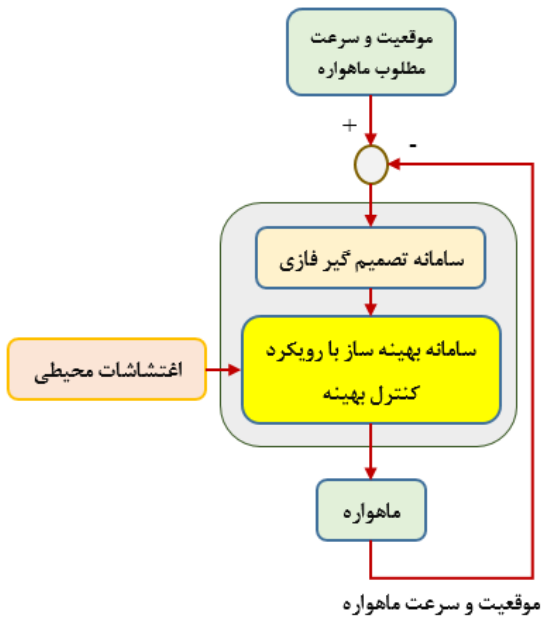 موقعیت و سرعت
مطلوب ماهواره
+
-
سامانه تصمیم گیر فازی
سامانه بهینه ساز با رویکرد
کنترل بهینه
اغتشاشات محیطی
ماهواره
موقعیت و سرعت ماهواره